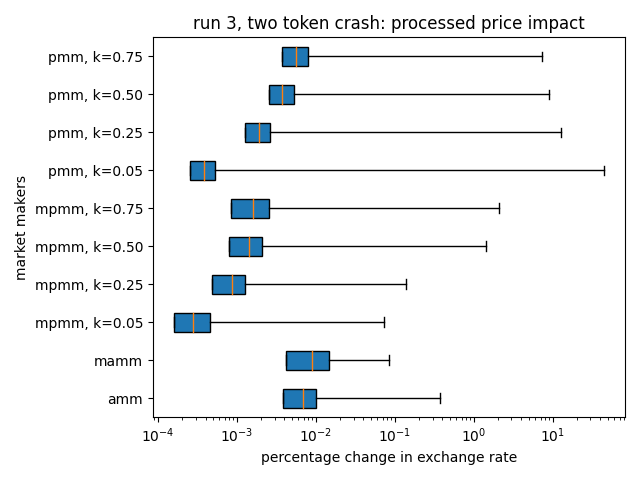 run 3, two token crash: processed price impact
pmm, k=0.75
pmm, k=0.50
pmm, k=0.25
pmm, k=0.05
mpmm, k=0.75
mpmm, k=0.50
mpmm, k=0.25
mpmm, k=0.05
mamm
amm
market makers
10⁻⁴ 10⁻³ 10⁻² 10⁻¹ 10⁰ 10¹
percentage change in exchange rate